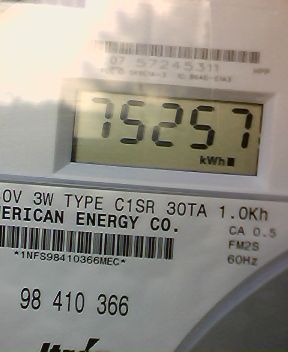 07 57245311
75257
kWh
0V 3W TYPE C1SR 30TA 1.0Kh
ERICAN ENERGY CO.
CA 0.5
FM2S
*1NFS98410366MEC*
60Hz
98 410 366